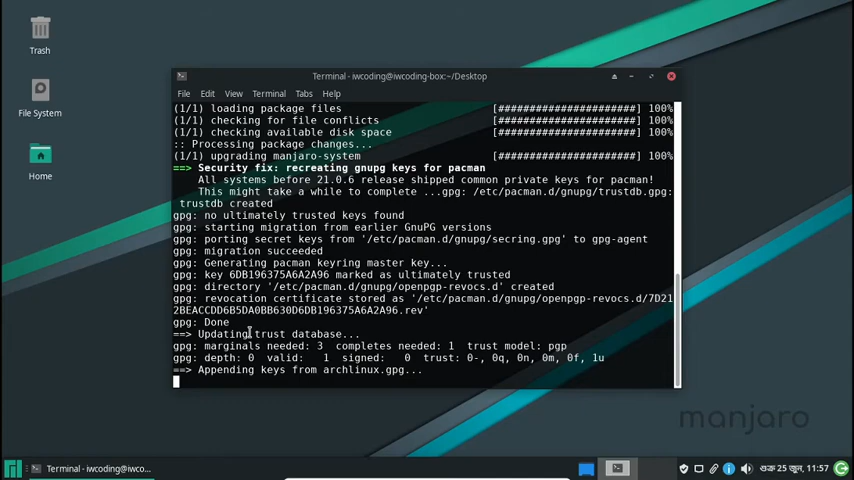 Trash
File System
Home
Terminal - iwcoding@iwcoding-box:~/Desktop
File Edit View Terminal Tabs Help
(1/1) loading package files [######################] 100%
(1/1) checking for file conflicts [######################] 100%
(1/1) checking available disk space [######################] 100%
:: Processing package changes...
(1/1) upgrading manjaro-system [######################] 100%
==> Security fix: recreating gnupg keys for pacman
All systems before 21.0.6 release shipped common private keys for pacman!
This might take a while to complete ...gpg: /etc/pacman.d/gnupg/trustdb.gpg:
trustdb created
gpg: no ultimately trusted keys found
gpg: starting migration from earlier GnuPG versions
gpg: porting secret keys from '/etc/pacman.d/gnupg/secring.gpg' to gpg-agent
gpg: migration succeeded
gpg: Generating pacman keyring master key...
gpg: key 6DB196375A6A2A96 marked as ultimately trusted
gpg: directory '/etc/pacman.d/gnupg/openpgp-revocs.d' created
gpg: revocation certificate stored as '/etc/pacman.d/gnupg/openpgp-revocs.d/7D21
2BEACCDD6B5DA0BB630D6DB196375A6A2A96.rev'
gpg: Done
==> Updating trust database...
gpg: marginals needed: 3 completes needed: 1 trust model: pgp
gpg: depth: 0 valid: 1 signed: 0 trust: 0-, 0q, 0n, 0m, 0f, 1u
==> Appending keys from archlinux.gpg...
manjaro
Terminal - iwcoding@iwco...
শুক্র 25 জুন, 11:57